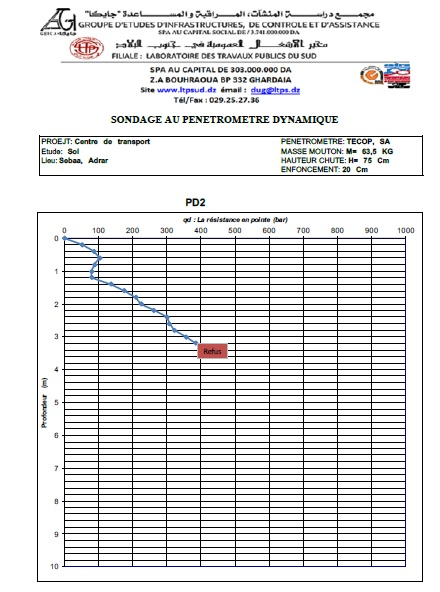 مجمع دراسة المنشآت، المراقبة والمساعدة "جايكا"
GROUPE D'ETUDES D'INFRASTRUCTURES, DE CONTROLE ET D'ASSISTANCE
SPA AU CAPITAL SOCIAL DE / 3.741.000.000 DA
مخبر الأشغال العمومية في جنوب البلاد
FILIALE : LABORATOIRE DES TRAVAUX PUBLICS DU SUD
SPA AU CAPITAL DE 303.000.000 DA
Z.A BOUHRAOUA BP 332 GHARDAIA
Site www.ltpsud.dz émail : dug@ltps.dz
Tél/Fax : 029.25.27.36
SONDAGE AU PENETROMETRE DYNAMIQUE
PROEJT: Centre de transport
Etude: Sol
Lieu: Sebaa, Adrar
PENETROMETRE: TECOP, SA
MASSE MOUTON: M= 63,5 KG
HAUTEUR CHUTE: H= 75 Cm
ENFONCEMENT: 20 Cm
PD2
qd : La résistance en pointe (bar)
0 100 200 300 400 500 600 700 800 900 1000
0
1
2
3
4
5
6
7
8
9
10
Profondeur (m)
Refus